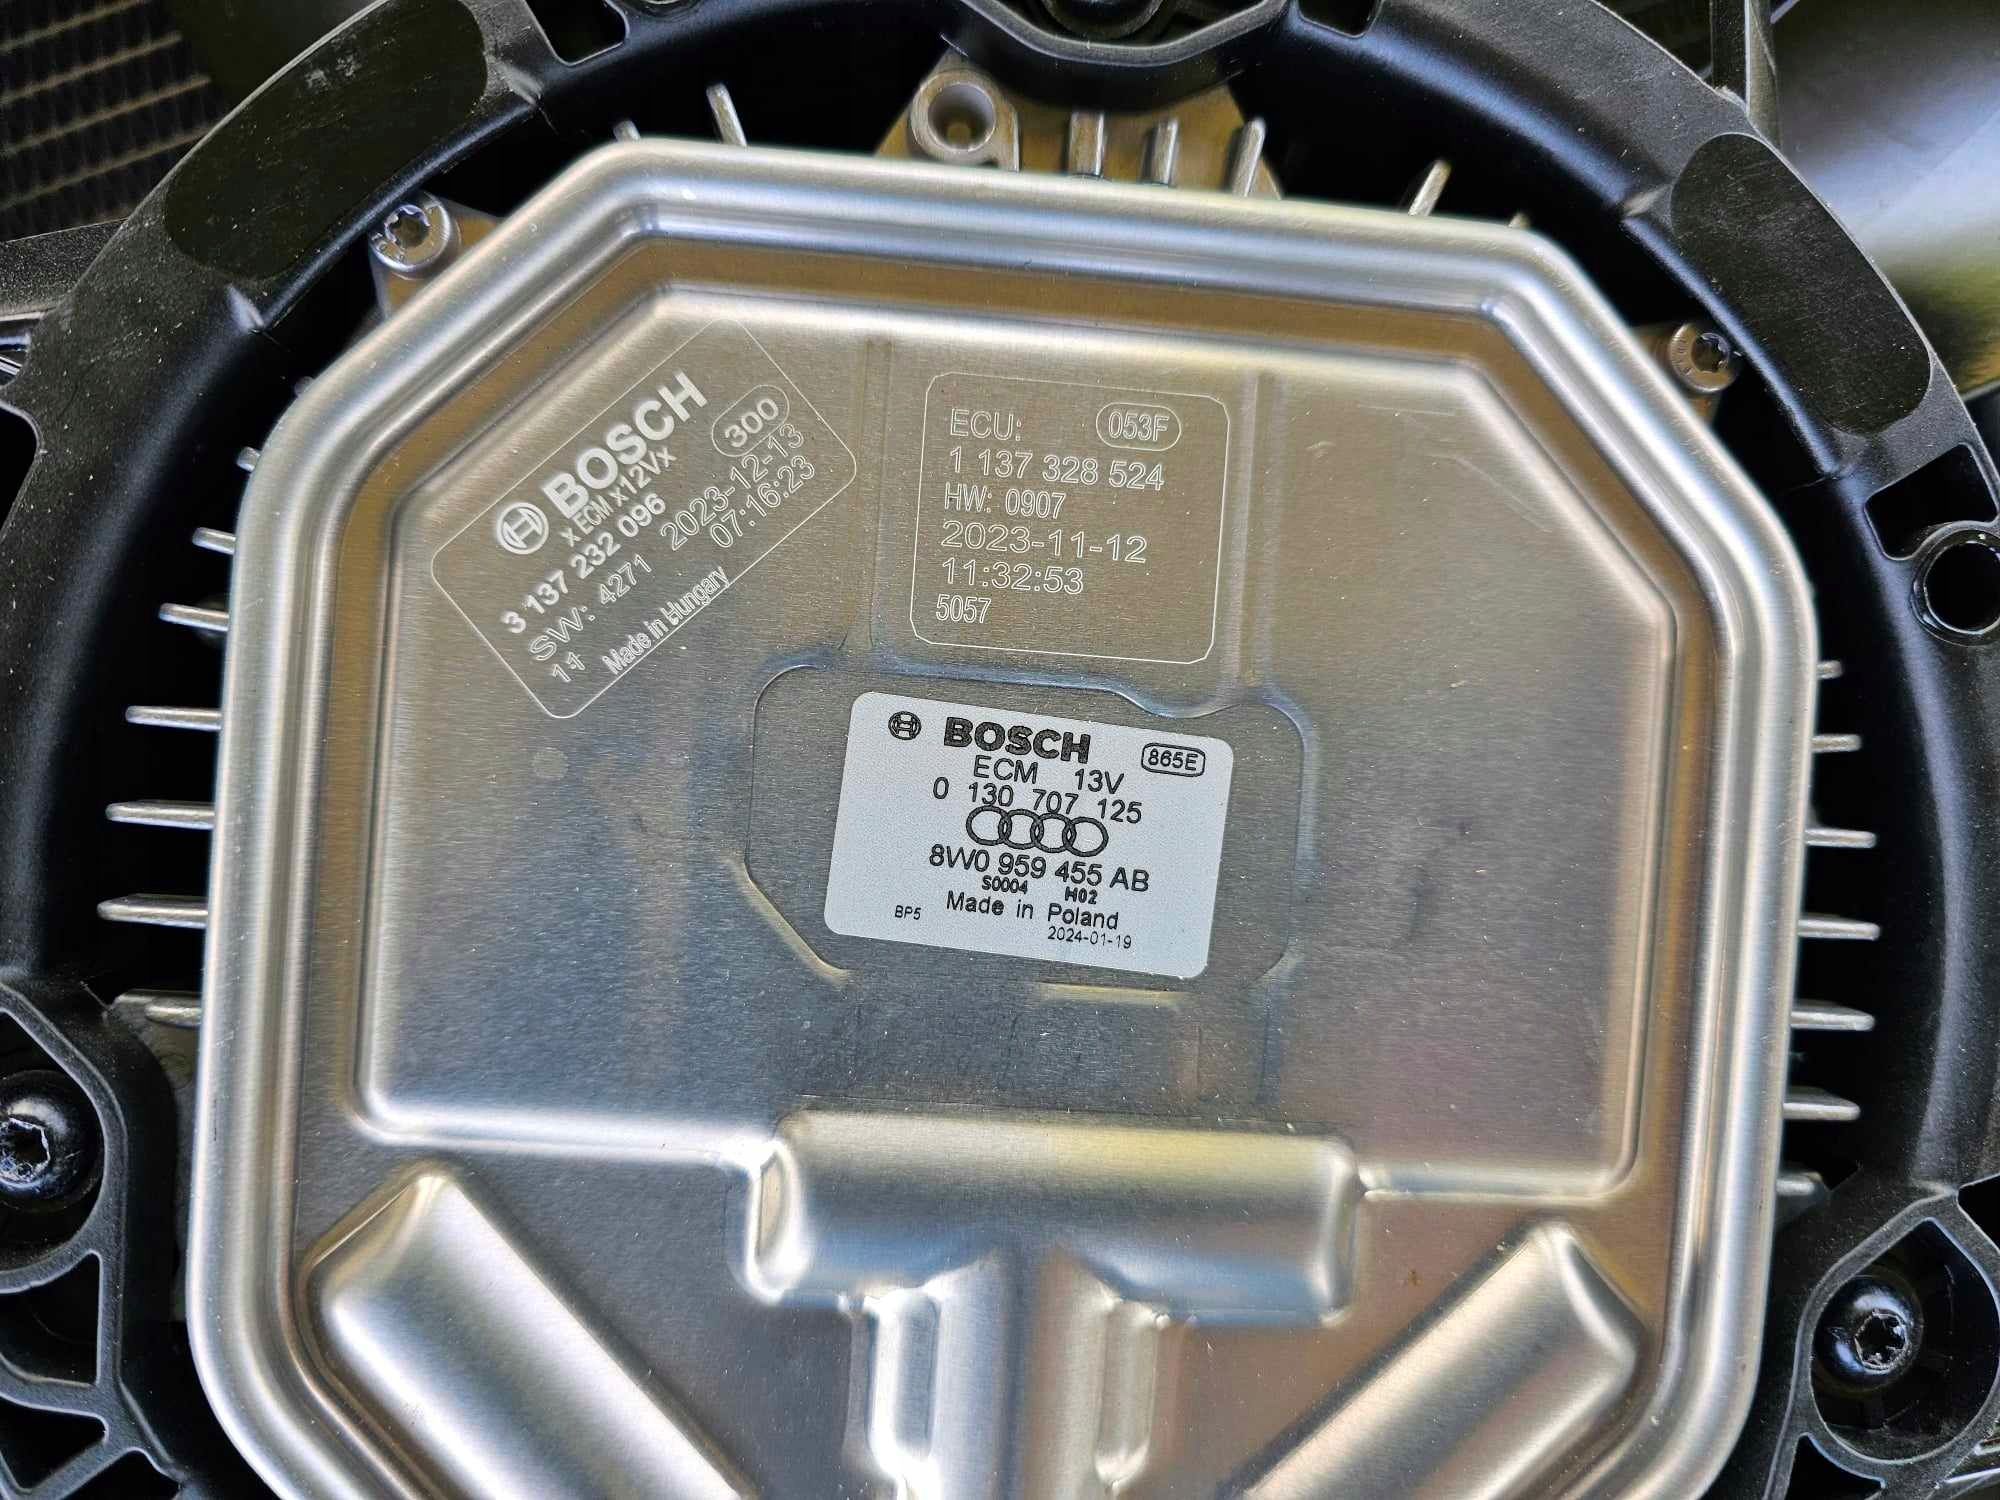 BOSCH
300
x ECM x12Vx
3 137 232 096
SW: 4271 2023-12-13
11 07:16:23
Made in Hungary
ECU: 053F
1 137 328 524
HW: 0907
2023-11-12
11:32:53
5057
BOSCH 865E
ECM 13V
0 130 707 125
8W0 959 455 AB
S0004 H02
Made in Poland
BP5 2024-01-19